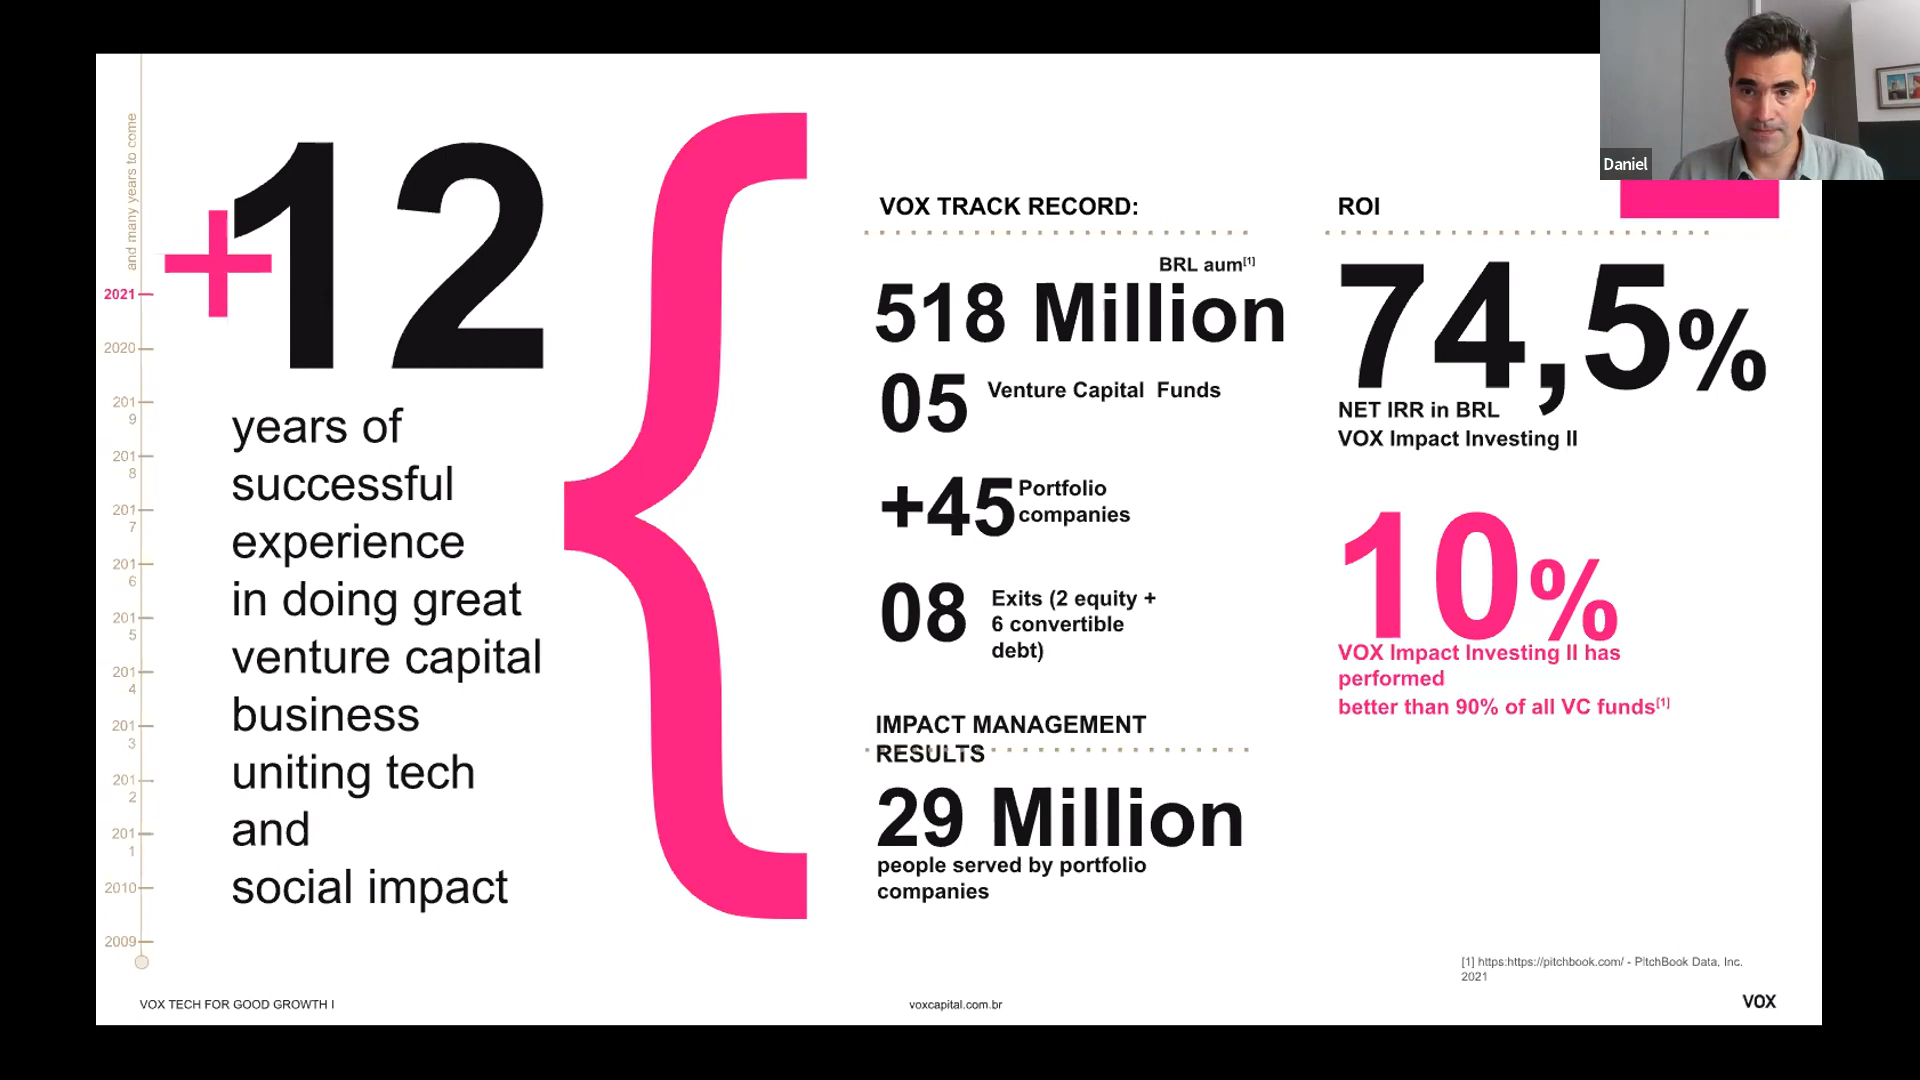 Daniel
and many years to come
2021
2020
201
9
201
8
201
7
201
6
201
5
201
4
201
3
201
2
201
1
2010
2009
+12
years of
successful
experience
in doing great
venture capital
business
uniting tech
and
social impact
VOX TRACK RECORD:
BRL aum[1]
518 Million
05 Venture Capital Funds
+45 Portfolio
companies
08 Exits (2 equity +
6 convertible
debt)
IMPACT MANAGEMENT
RESULTS
29 Million
people served by portfolio
companies
ROI
74,5%
NET IRR in BRL
VOX Impact Investing II
10%
VOX Impact Investing II has
performed
better than 90% of all VC funds[1]
[1] https:https://pitchbook.com/ - PitchBook Data, Inc.
2021
VOX TECH FOR GOOD GROWTH I
voxcapital.com.br
VOX